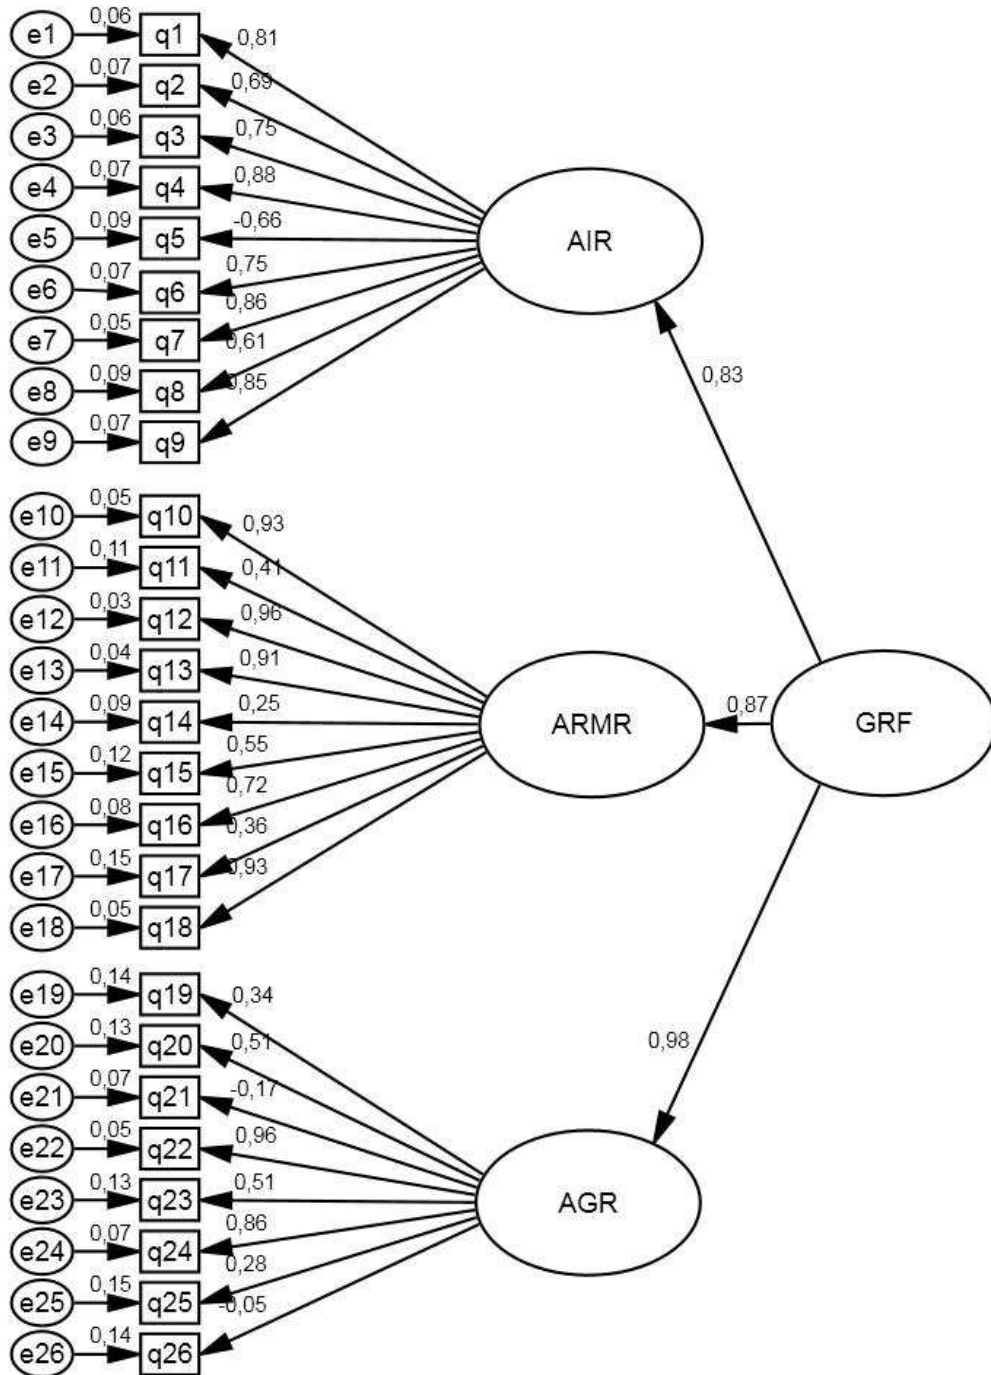 e1 0,06 q1 0,81
e2 0,07 q2 0,69
e3 0,06 q3 0,75
e4 0,07 q4 0,88
e5 0,09 q5 -0,66 AIR
e6 0,07 q6 0,75
e7 0,05 q7 0,86
e8 0,09 q8 0,61
e9 0,07 q9 0,85
0,83
e10 0,05 q10 0,93
e11 0,11 q11 0,41
e12 0,03 q12 0,96
e13 0,04 q13 0,91
e14 0,09 q14 0,25 ARMR 0,87 GRF
e15 0,12 q15 0,55
e16 0,08 q16 0,72
e17 0,15 q17 0,36
e18 0,05 q18 0,93
e19 0,14 q19 0,34
e20 0,13 q20 0,51
0,98
e21 0,07 q21 -0,17
e22 0,05 q22 0,96
e23 0,13 q23 0,51 AGR
e24 0,07 q24 0,86
e25 0,15 q25 0,28
e26 0,14 q26 -0,05